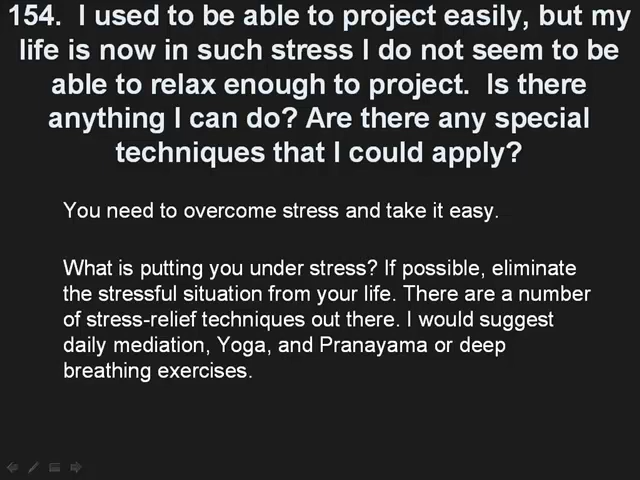 154.  I used to be able to project easily, but my
life is now in such stress I do not seem to be
able to relax enough to project.  Is there
anything I can do? Are there any special
techniques that I could apply?
You need to overcome stress and take it easy.
What is putting you under stress? If possible, eliminate
the stressful situation from your life. There are a number
of stress-relief techniques out there. I would suggest
daily mediation, Yoga, and Pranayama or deep
breathing exercises.